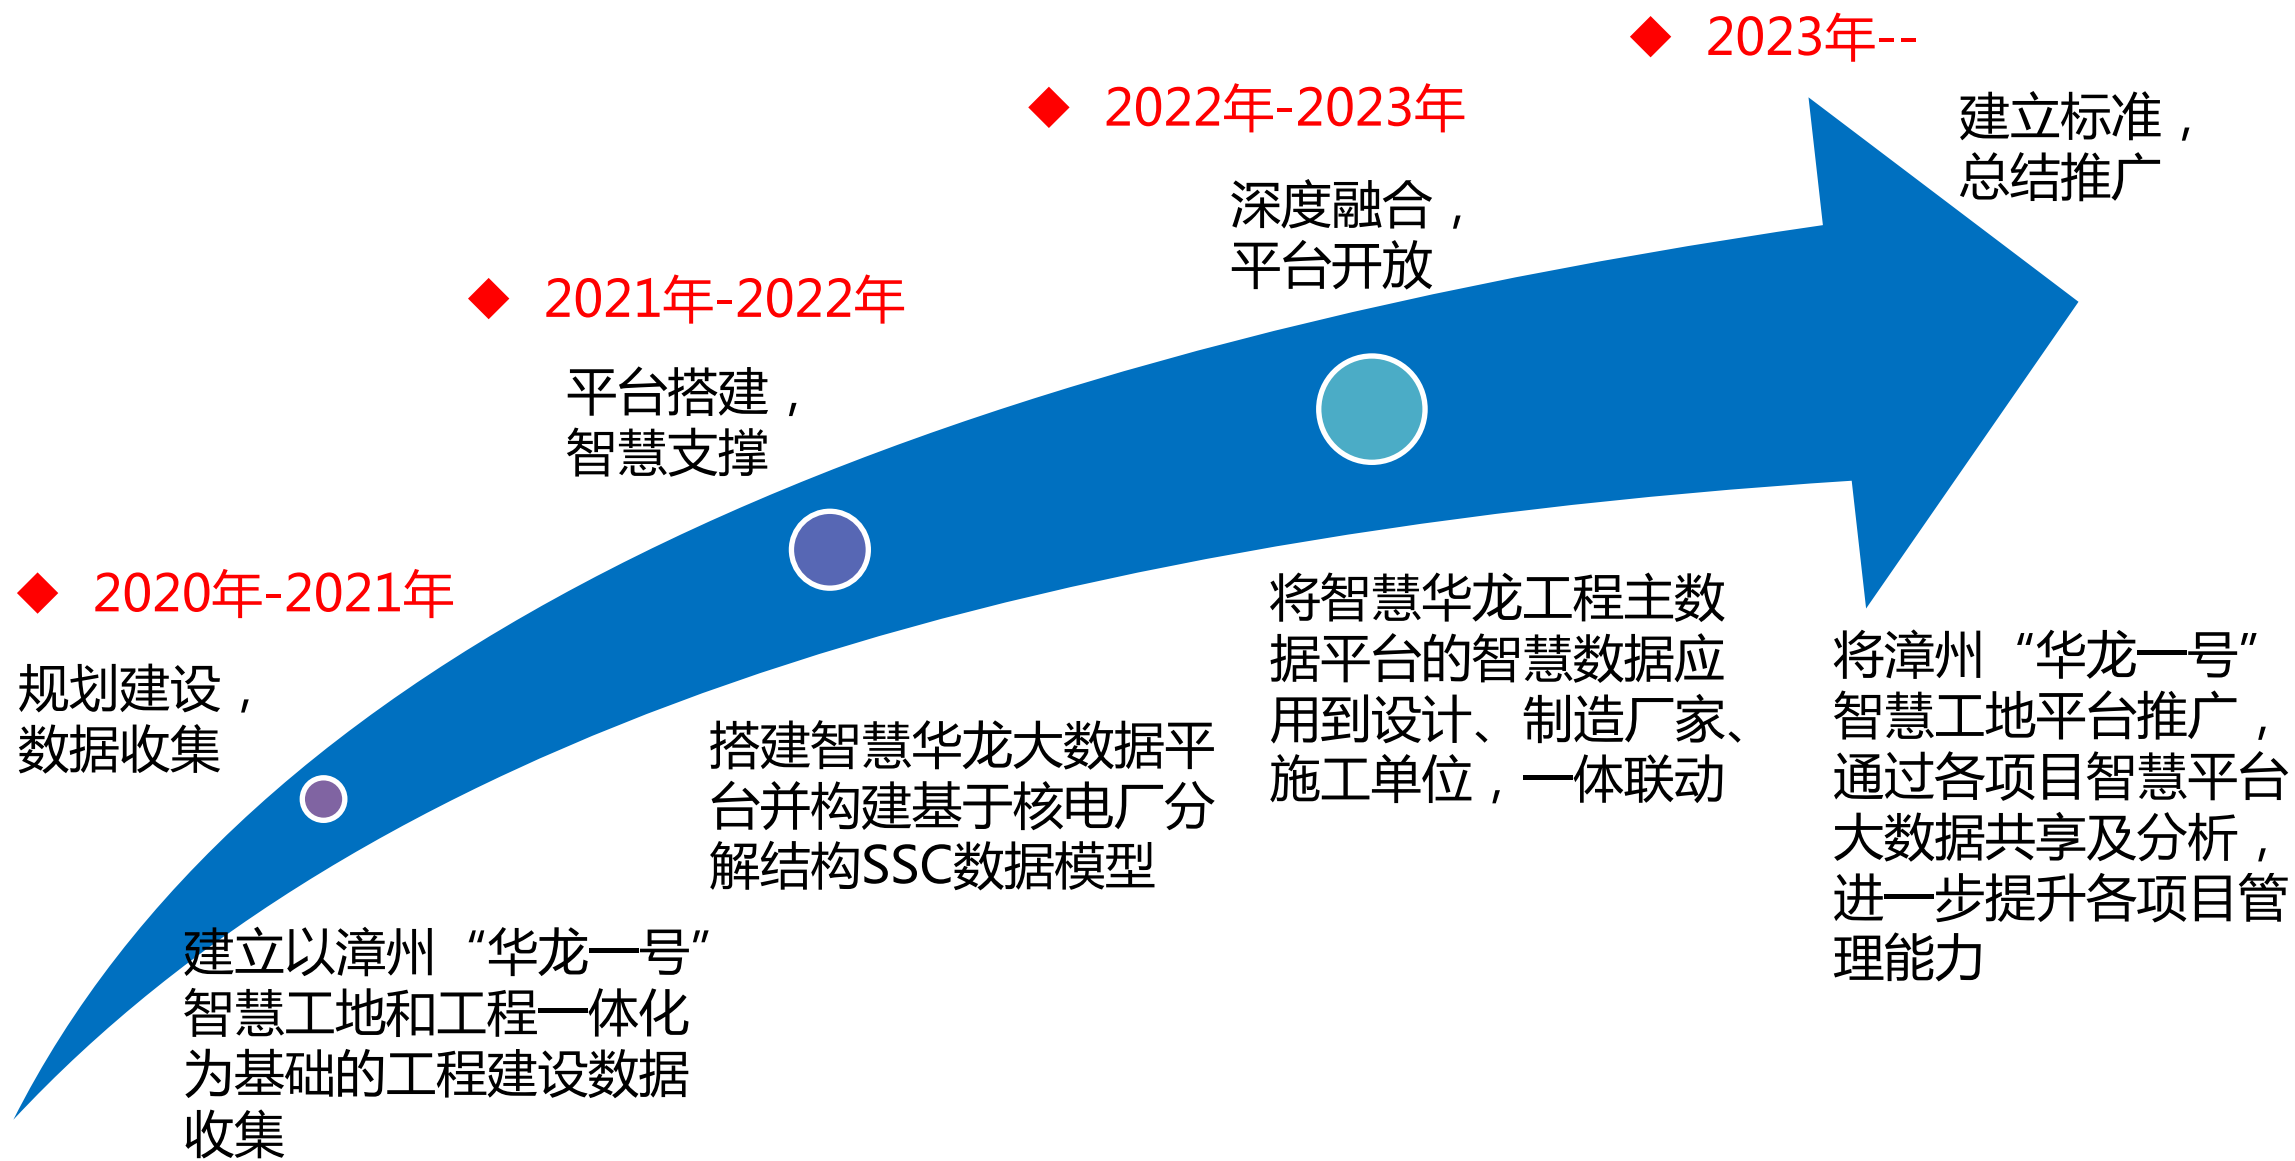 2020年-2021年
规划建设，
数据收集
建立以漳州“华龙一号”
智慧工地和工程一体化
为基础的工程建设数据
收集
2021年-2022年
平台搭建，
智慧支撑
搭建智慧华龙大数据平
台并构建基于核电厂分
解结构SSC数据模型
2022年-2023年
深度融合，
平台开放
将智慧华龙工程主数
据平台的智慧数据应
用到设计、制造厂家、
施工单位，一体联动
2023年--
建立标准，
总结推广
将漳州“华龙一号”
智慧工地平台推广，
通过各项目智慧平台
大数据共享及分析，
进一步提升各项目管
理能力